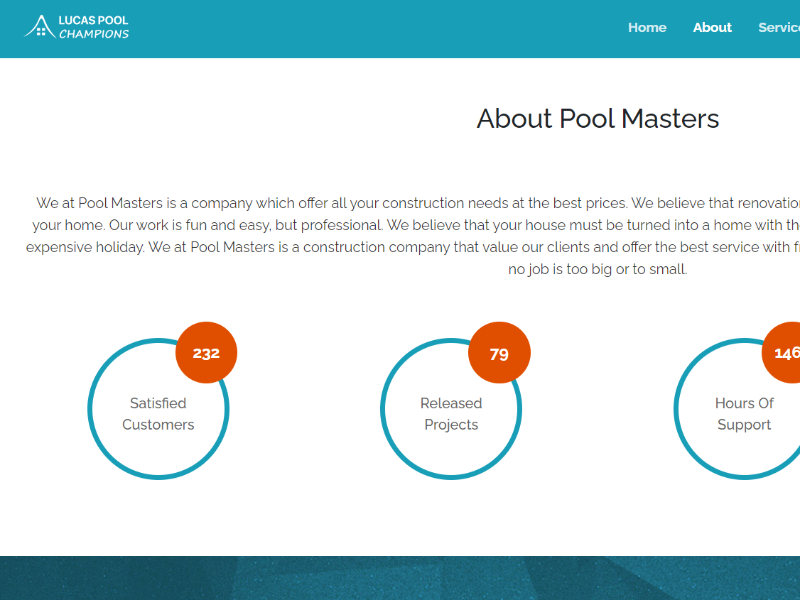 LUCAS POOL
CHAMPIONS
Home About Service
About Pool Masters
We at Pool Masters is a company which offer all your construction needs at the best prices. We believe that renovation
your home. Our work is fun and easy, but professional. We believe that your house must be turned into a home with the
expensive holiday. We at Pool Masters is a construction company that value our clients and offer the best service with
no job is too big or to small.
232
Satisfied
Customers
79
Released
Projects
146
Hours Of
Support